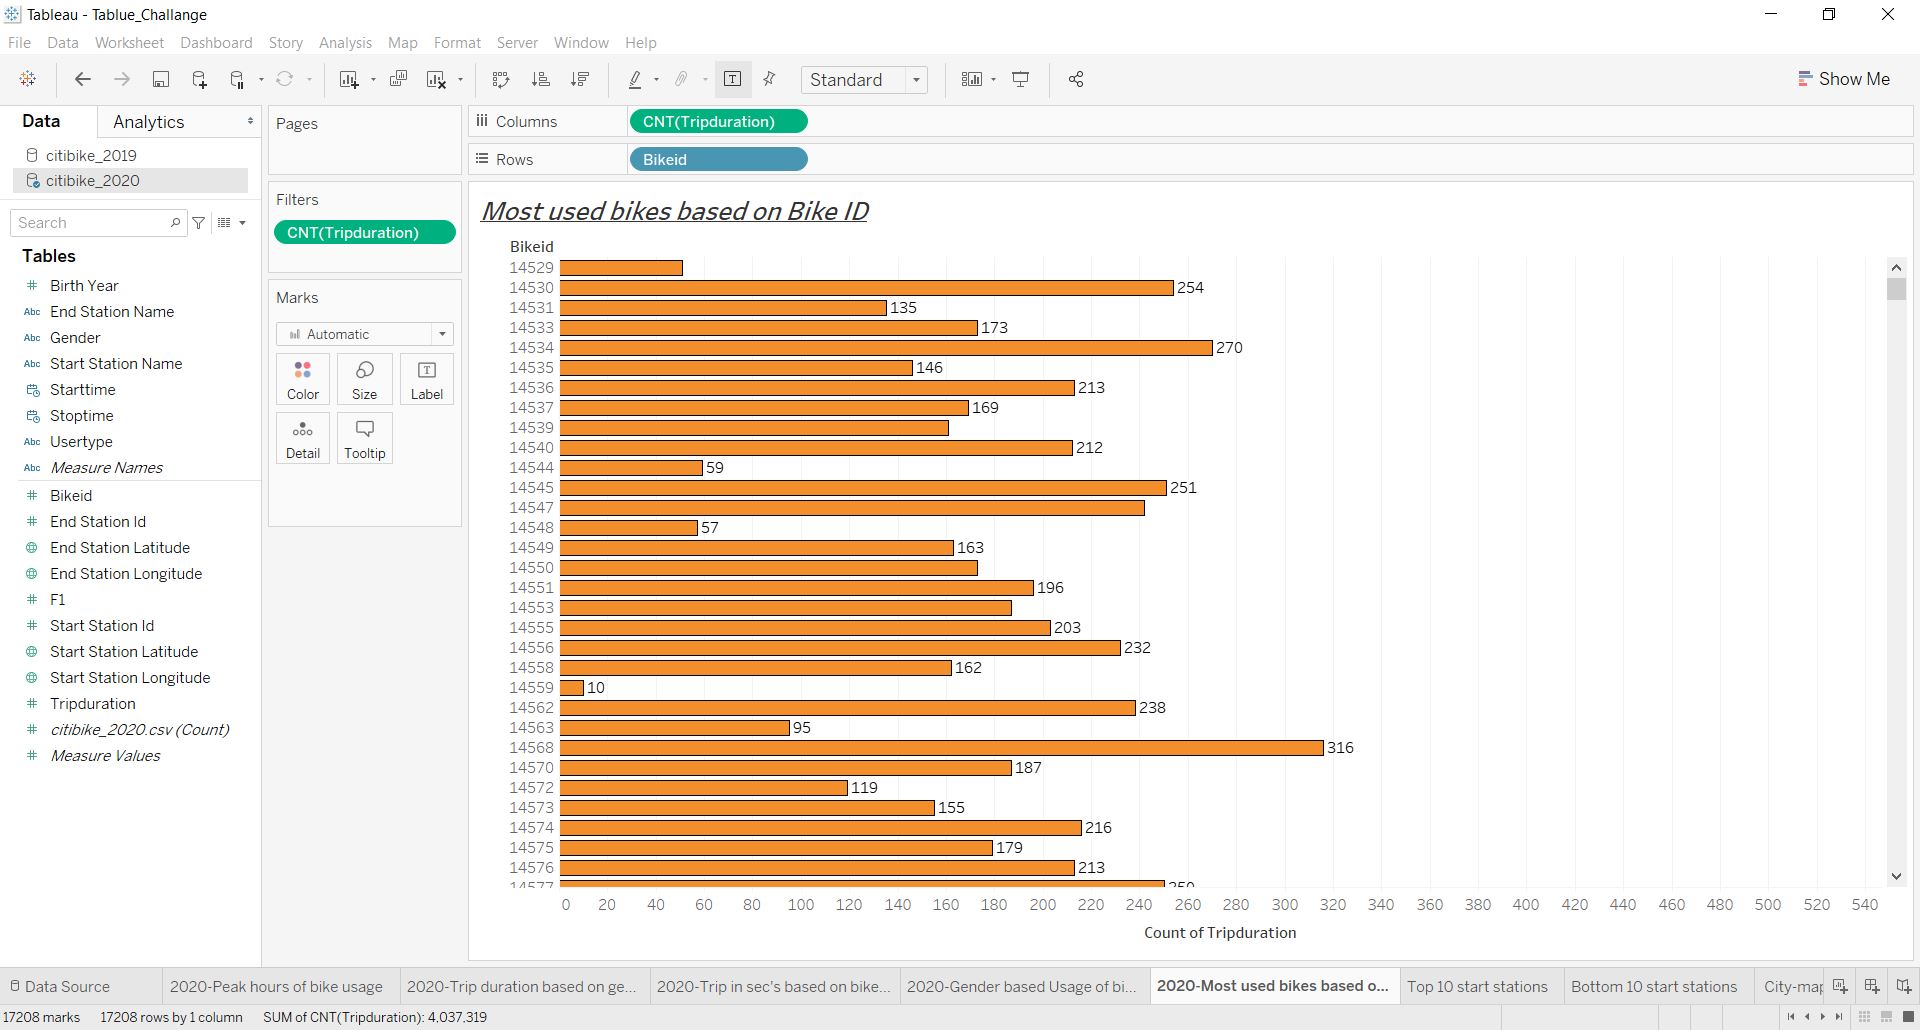 Tableau - Tablue_Challange
File Data Worksheet Dashboard Story Analysis Map Format Server Window Help
Standard
Show Me
Data Analytics
citibike_2019
citibike_2020
Search
Tables
# Birth Year
Abc End Station Name
Abc Gender
Abc Start Station Name
Starttime
Stoptime
Abc Usertype
Abc Measure Names
# Bikeid
# End Station Id
End Station Latitude
End Station Longitude
# F1
# Start Station Id
Start Station Latitude
Start Station Longitude
# Tripduration
# citibike_2020.csv (Count)
# Measure Values
Pages
Filters
CNT(Tripduration)
Marks
Automatic
Color Size Label
Detail Tooltip
Columns CNT(Tripduration)
Rows Bikeid
Most used bikes based on Bike ID
Bikeid
14529
14530 254
14531 135
14533 173
14534 270
14535 146
14536 213
14537 169
14539
14540 212
14544 59
14545 251
14547
14548 57
14549 163
14550
14551 196
14553
14555 203
14556 232
14558 162
14559 10
14562 238
14563 95
14568 316
14570 187
14572 119
14573 155
14574 216
14575 179
14576 213
14577 250
0 20 40 60 80 100 120 140 160 180 200 220 240 260 280 300 320 340 360 380 400 420 440 460 480 500 520 540
Count of Tripduration
Data Source 2020-Peak hours of bike usage 2020-Trip duration based on ge... 2020-Trip in sec's based on bike... 2020-Gender based Usage of bi... 2020-Most used bikes based o... Top 10 start stations Bottom 10 start stations City-map
17208 marks 17208 rows by 1 column SUM of CNT(Tripduration): 4,037,319